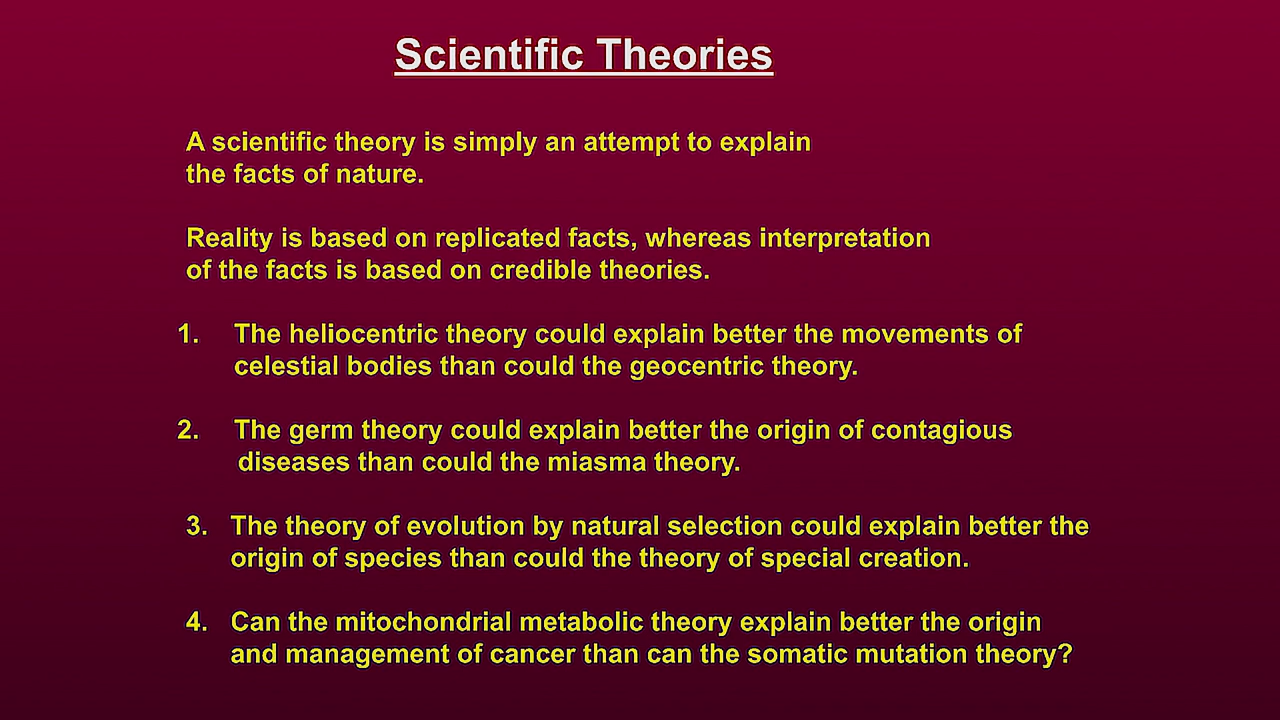 Scientific Theories
A scientific theory is simply an attempt to explain
the facts of nature.
Reality is based on replicated facts, whereas interpretation
of the facts is based on credible theories.
1. The heliocentric theory could explain better the movements of
celestial bodies than could the geocentric theory.
2. The germ theory could explain better the origin of contagious
diseases than could the miasma theory.
3. The theory of evolution by natural selection could explain better the
origin of species than could the theory of special creation.
4. Can the mitochondrial metabolic theory explain better the origin
and management of cancer than can the somatic mutation theory?